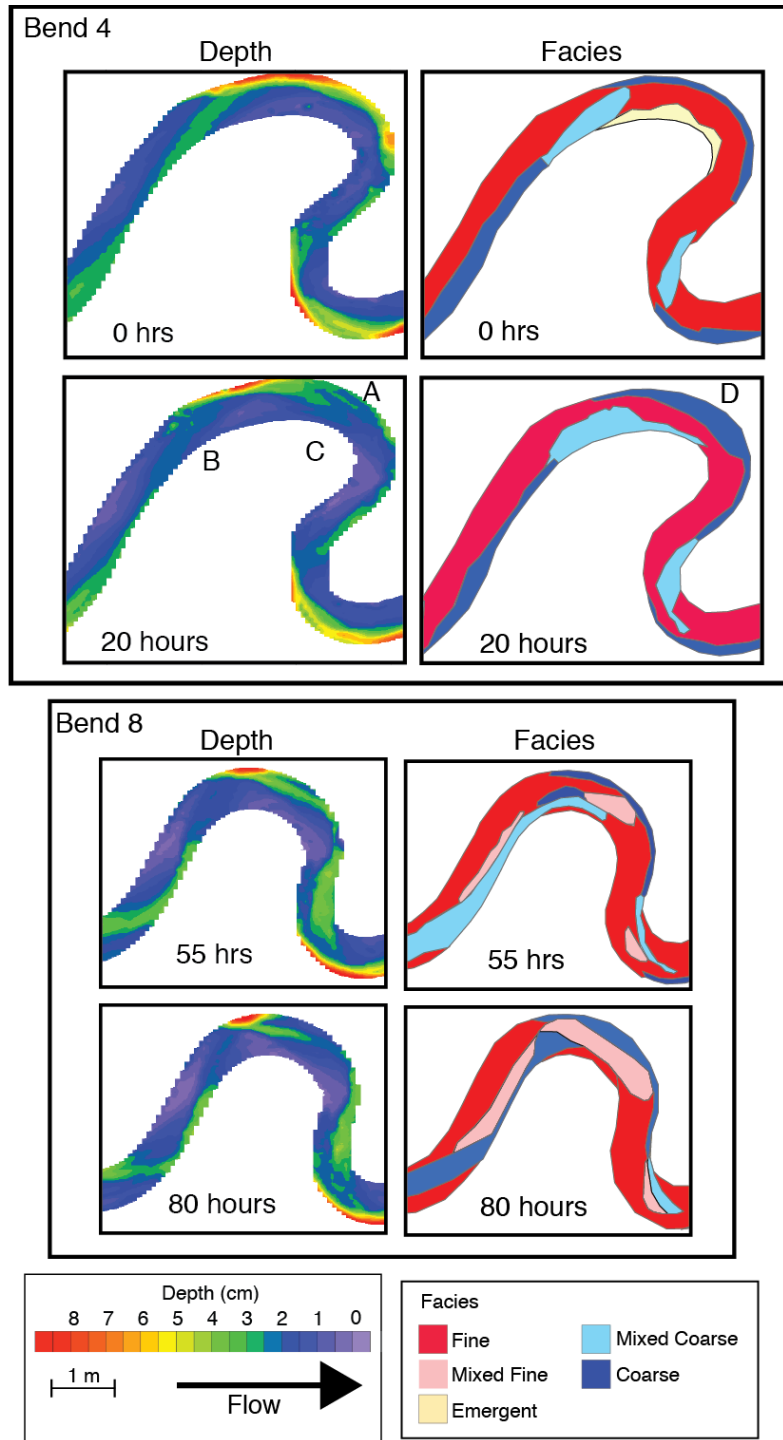 Bend 4
Depth Facies
0 hrs 0 hrs
A D
B C
20 hours 20 hours
Bend 8
Depth Facies
55 hrs 55 hrs
80 hours 80 hours
Depth (cm)
8 7 6 5 4 3 2 1 0
1 m
Flow
Facies
Fine Mixed Coarse
Mixed Fine Coarse
Emergent